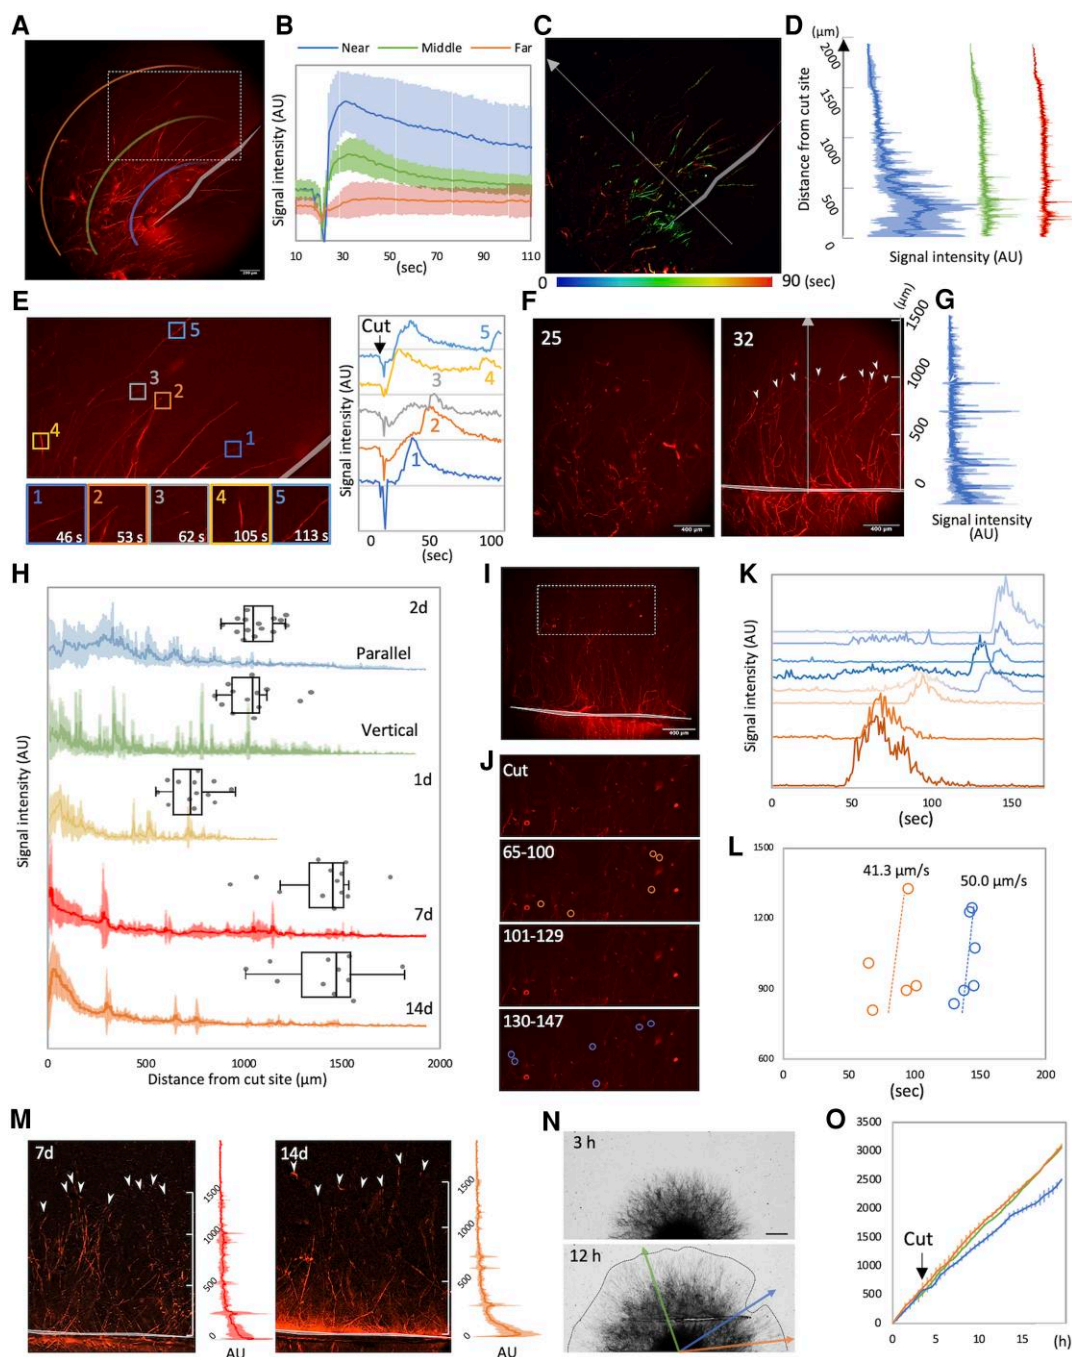 A
B
Near Middle Far
Signal intensity (AU)
10 30 50 70 90 110
(sec)
C
0 90 (sec)
D
(µm)
2000
1500
1000
500
0
Distance from cut site
Signal intensity (AU)
E
5
3
2
4
1
1 2 3 4 5
46 s 53 s 62 s 105 s 113 s
Cut
5
4
3
2
1
Signal intensity (AU)
0 50 100
(sec)
F
25
32
400 µm
400 µm
(µm)
1500
1000
500
0
G
Signal intensity
(AU)
H
2d
Parallel
Vertical
1d
7d
14d
Signal intensity (AU)
0 500 1000 1500 2000
Distance from cut site (µm)
I
400 µm
J
Cut
65-100
101-129
130-147
K
Signal intensity (AU)
0 50 100 150
(sec)
L
1500
1200
900
600
41.3 µm/s
50.0 µm/s
0 50 100 150 200
(sec)
M
7d
1500
1000
500
0
AU
14d
1500
1000
500
0
AU
N
3 h
12 h
O
3500
3000
2500
2000
1500
1000
500
0
Cut
0 5 10 15 (h)